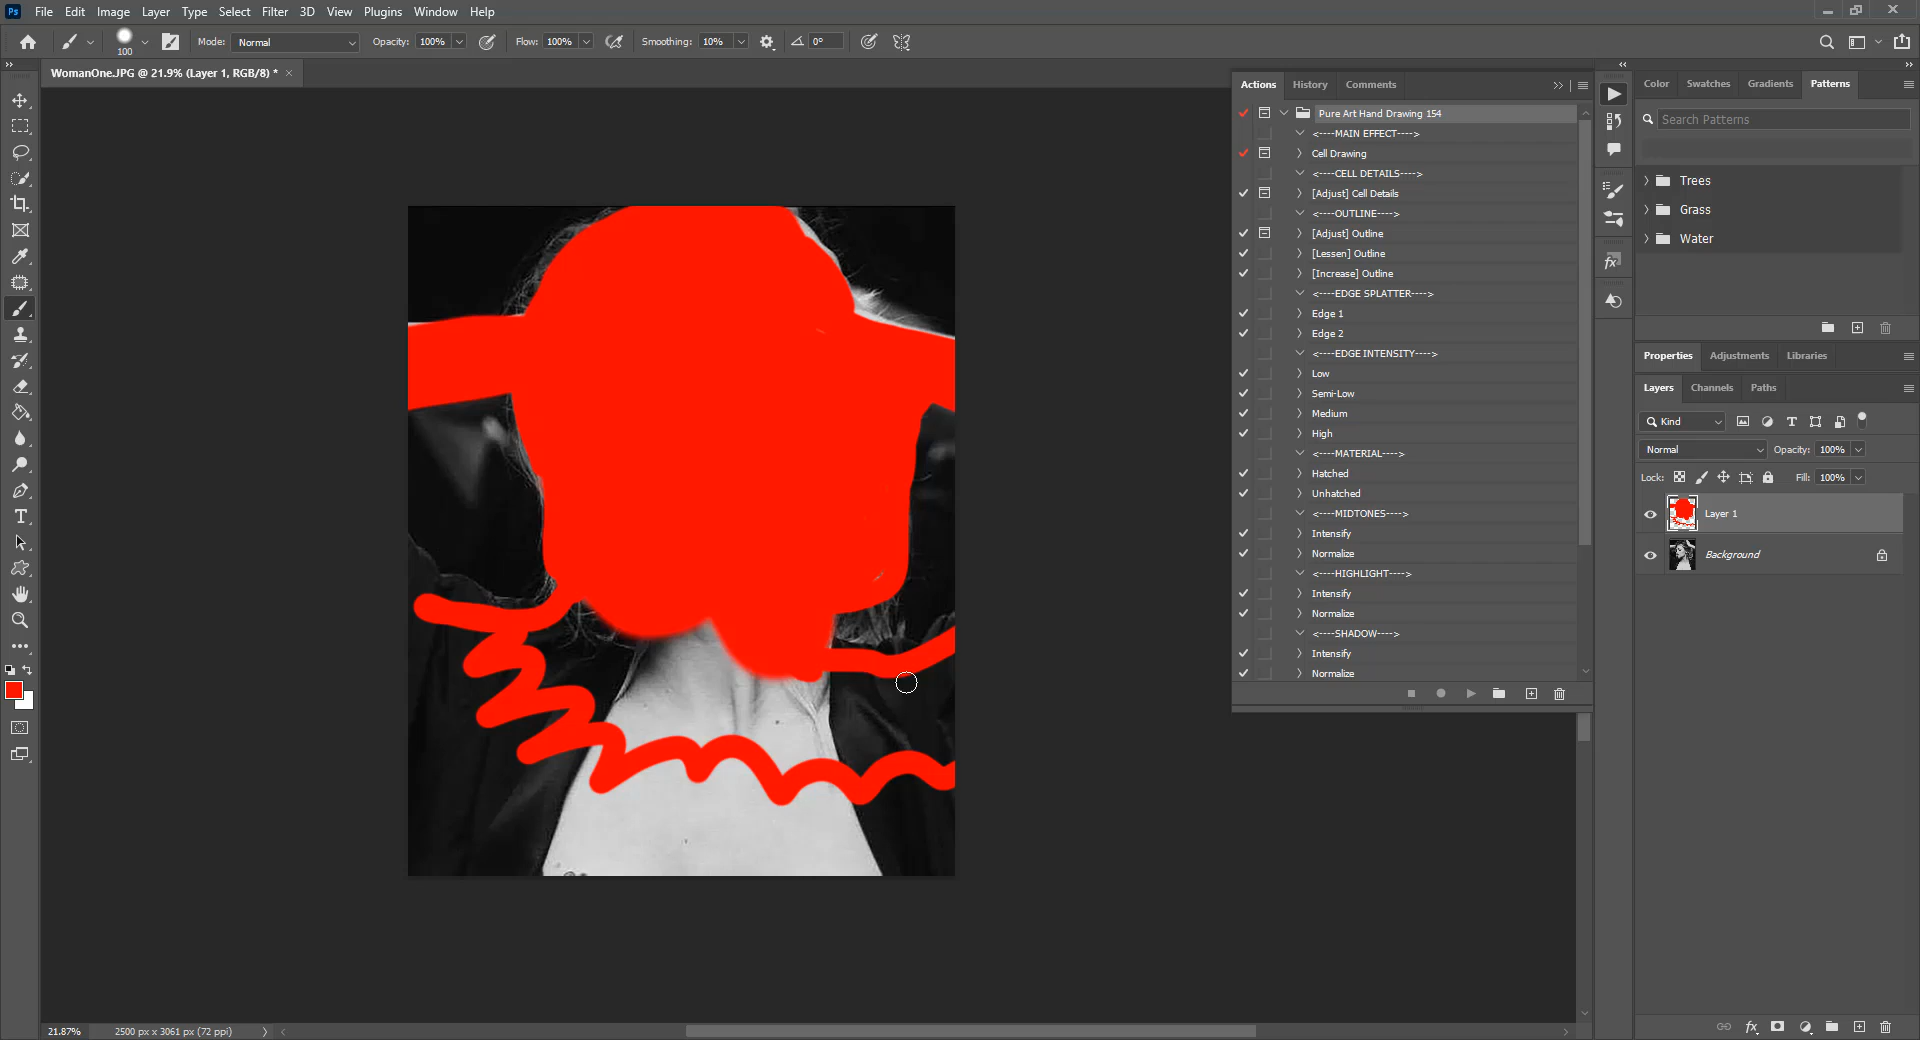 Ps File Edit Image Layer Type Select Filter 3D View Plugins Window Help
100 Mode: Normal Opacity: 100% Flow: 100% Smoothing: 10% 0°
WomanOne.JPG @ 21.9% (Layer 1, RGB/8) * ×
Actions History Comments
Pure Art Hand Drawing 154
<----MAIN EFFECT---->
Cell Drawing
<----CELL DETAILS---->
[Adjust] Cell Details
<----OUTLINE---->
[Adjust] Outline
[Lessen] Outline
[Increase] Outline
<----EDGE SPLATTER---->
Edge 1
Edge 2
<----EDGE INTENSITY---->
Low
Semi-Low
Medium
High
<----MATERIAL---->
Hatched
Unhatched
<----MIDTONES---->
Intensify
Normalize
<----HIGHLIGHT---->
Intensify
Normalize
<----SHADOW---->
Intensify
Normalize
Color Swatches Gradients Patterns
Search Patterns
Trees
Grass
Water
Properties Adjustments Libraries
Layers Channels Paths
Kind
Normal Opacity: 100%
Lock: Fill: 100%
Layer 1
Background
fx
21.87% 2500 px x 3061 px (72 ppi)